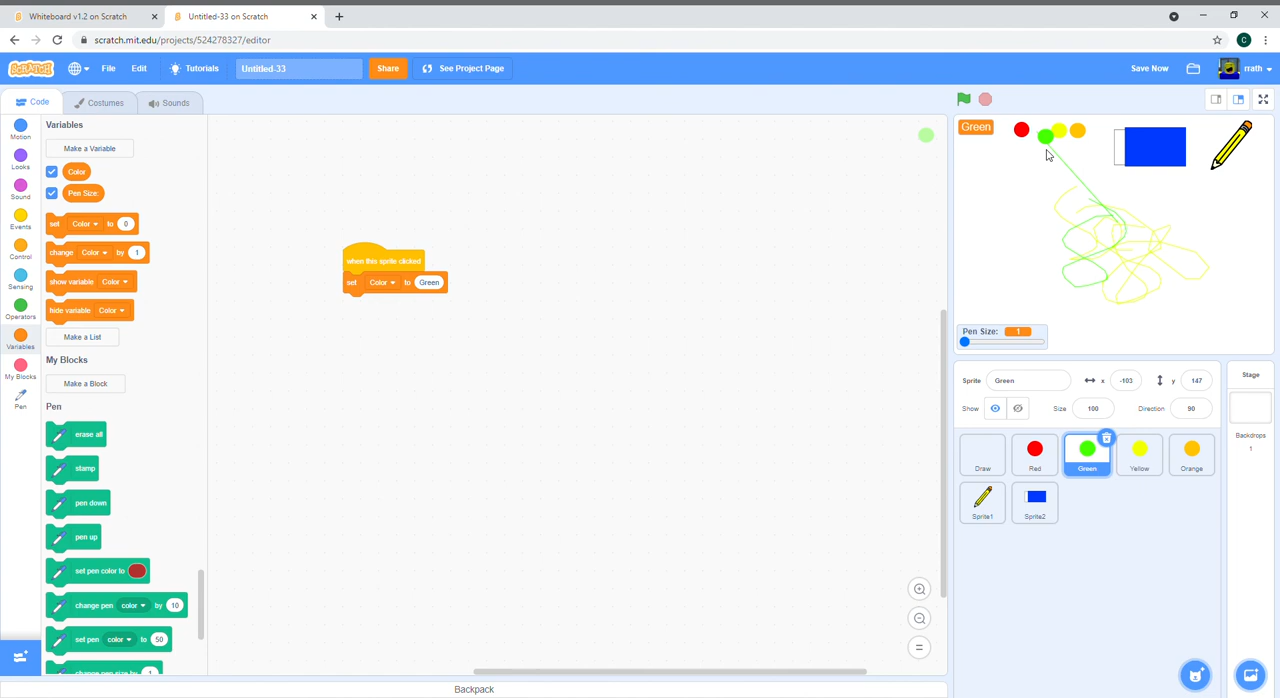 Whiteboard v1.2 on Scratch
Untitled-33 on Scratch
scratch.mit.edu/projects/524278327/editor
C
SCRATCH
File
Edit
Tutorials
Untitled-33
Share
See Project Page
Save Now
rrath
Code
Costumes
Sounds
Motion
Looks
Sound
Events
Control
Sensing
Operators
Variables
My Blocks
Pen
Variables
Make a Variable
Color
Pen Size:
set Color to 0
change Color by 1
show variable Color
hide variable Color
Make a List
My Blocks
Make a Block
Pen
erase all
stamp
pen down
pen up
set pen color to
change pen color by 10
set pen color to 50
change pen size by 1
when this sprite clicked
set Color to Green
Backpack
Green
Pen Size: 1
Sprite Green x -103 y 147
Show Size 100 Direction 90
Draw
Red
Green
Yellow
Orange
Sprite1
Sprite2
Stage
Backdrops
1